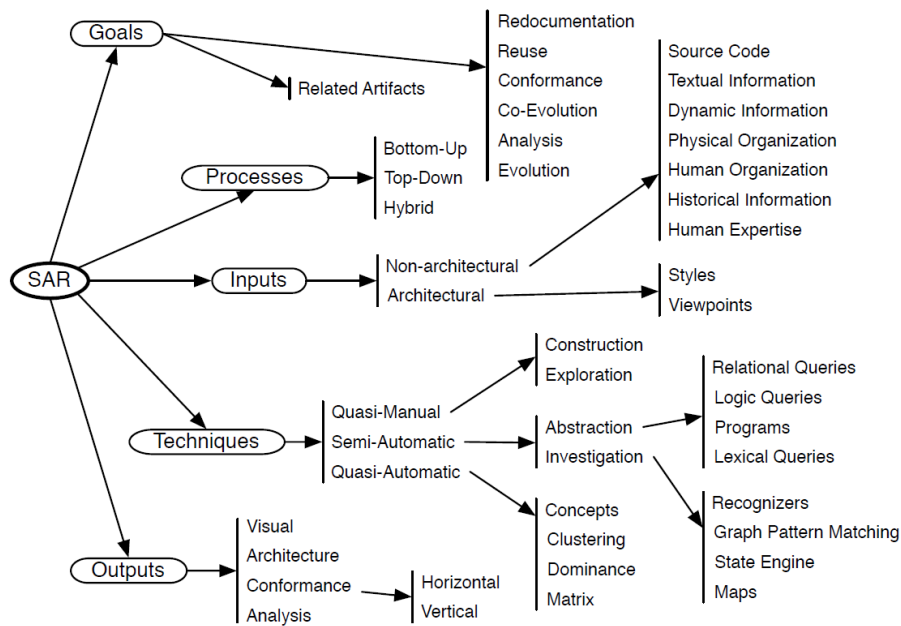 Goals
Related Artifacts
Redocumentation
Reuse
Conformance
Co-Evolution
Analysis
Evolution
Processes
Bottom-Up
Top-Down
Hybrid
SAR
Inputs
Non-architectural
Architectural
Source Code
Textual Information
Dynamic Information
Physical Organization
Human Organization
Historical Information
Human Expertise
Styles
Viewpoints
Techniques
Quasi-Manual
Semi-Automatic
Quasi-Automatic
Construction
Exploration
Abstraction
Investigation
Relational Queries
Logic Queries
Programs
Lexical Queries
Recognizers
Graph Pattern Matching
State Engine
Maps
Concepts
Clustering
Dominance
Matrix
Outputs
Visual
Architecture
Conformance
Analysis
Horizontal
Vertical